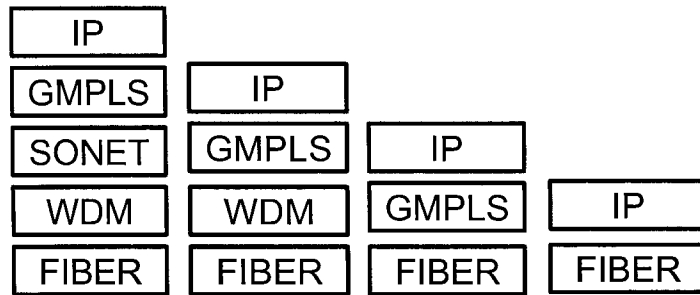 IP
GMPLS IP
SONET GMPLS IP
WDM WDM GMPLS IP
FIBER FIBER FIBER FIBER